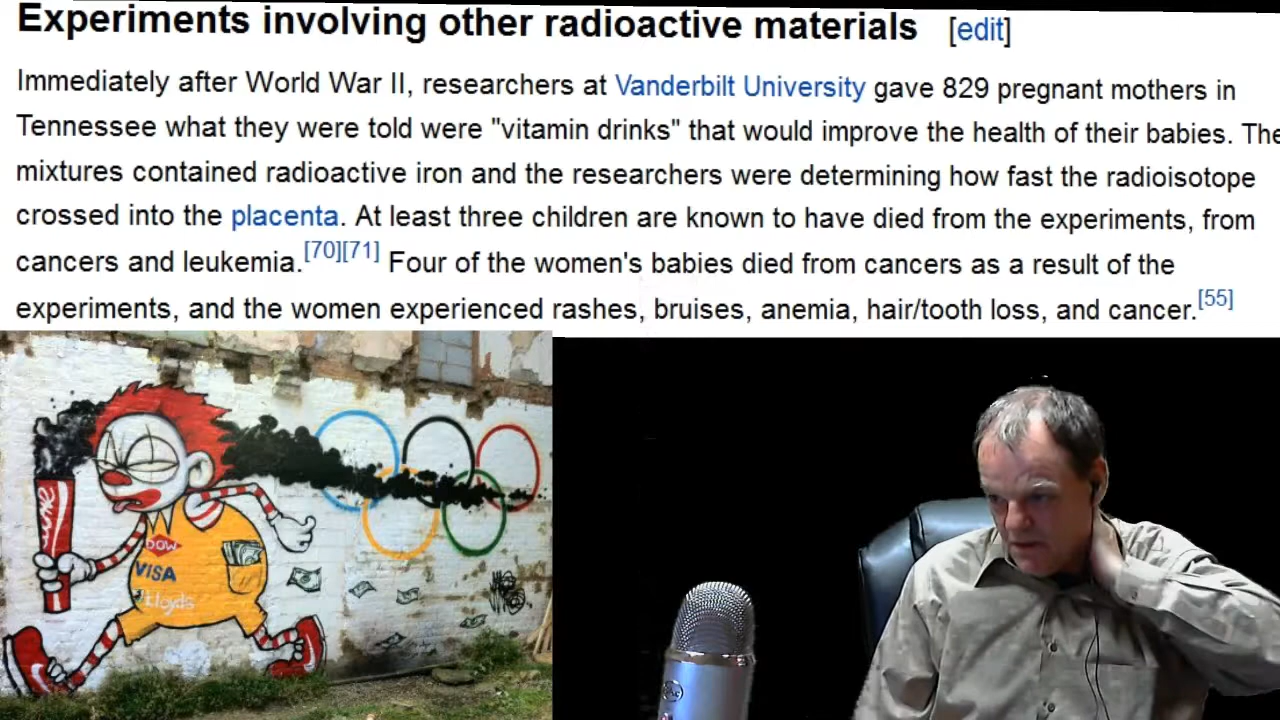 Experiments involving other radioactive materials [edit]
Immediately after World War II, researchers at Vanderbilt University gave 829 pregnant mothers in
Tennessee what they were told were "vitamin drinks" that would improve the health of their babies. The
mixtures contained radioactive iron and the researchers were determining how fast the radioisotope
crossed into the placenta. At least three children are known to have died from the experiments, from
cancers and leukemia.[70][71] Four of the women's babies died from cancers as a result of the
experiments, and the women experienced rashes, bruises, anemia, hair/tooth loss, and cancer.[55]
DOW
VISA
Lloyds